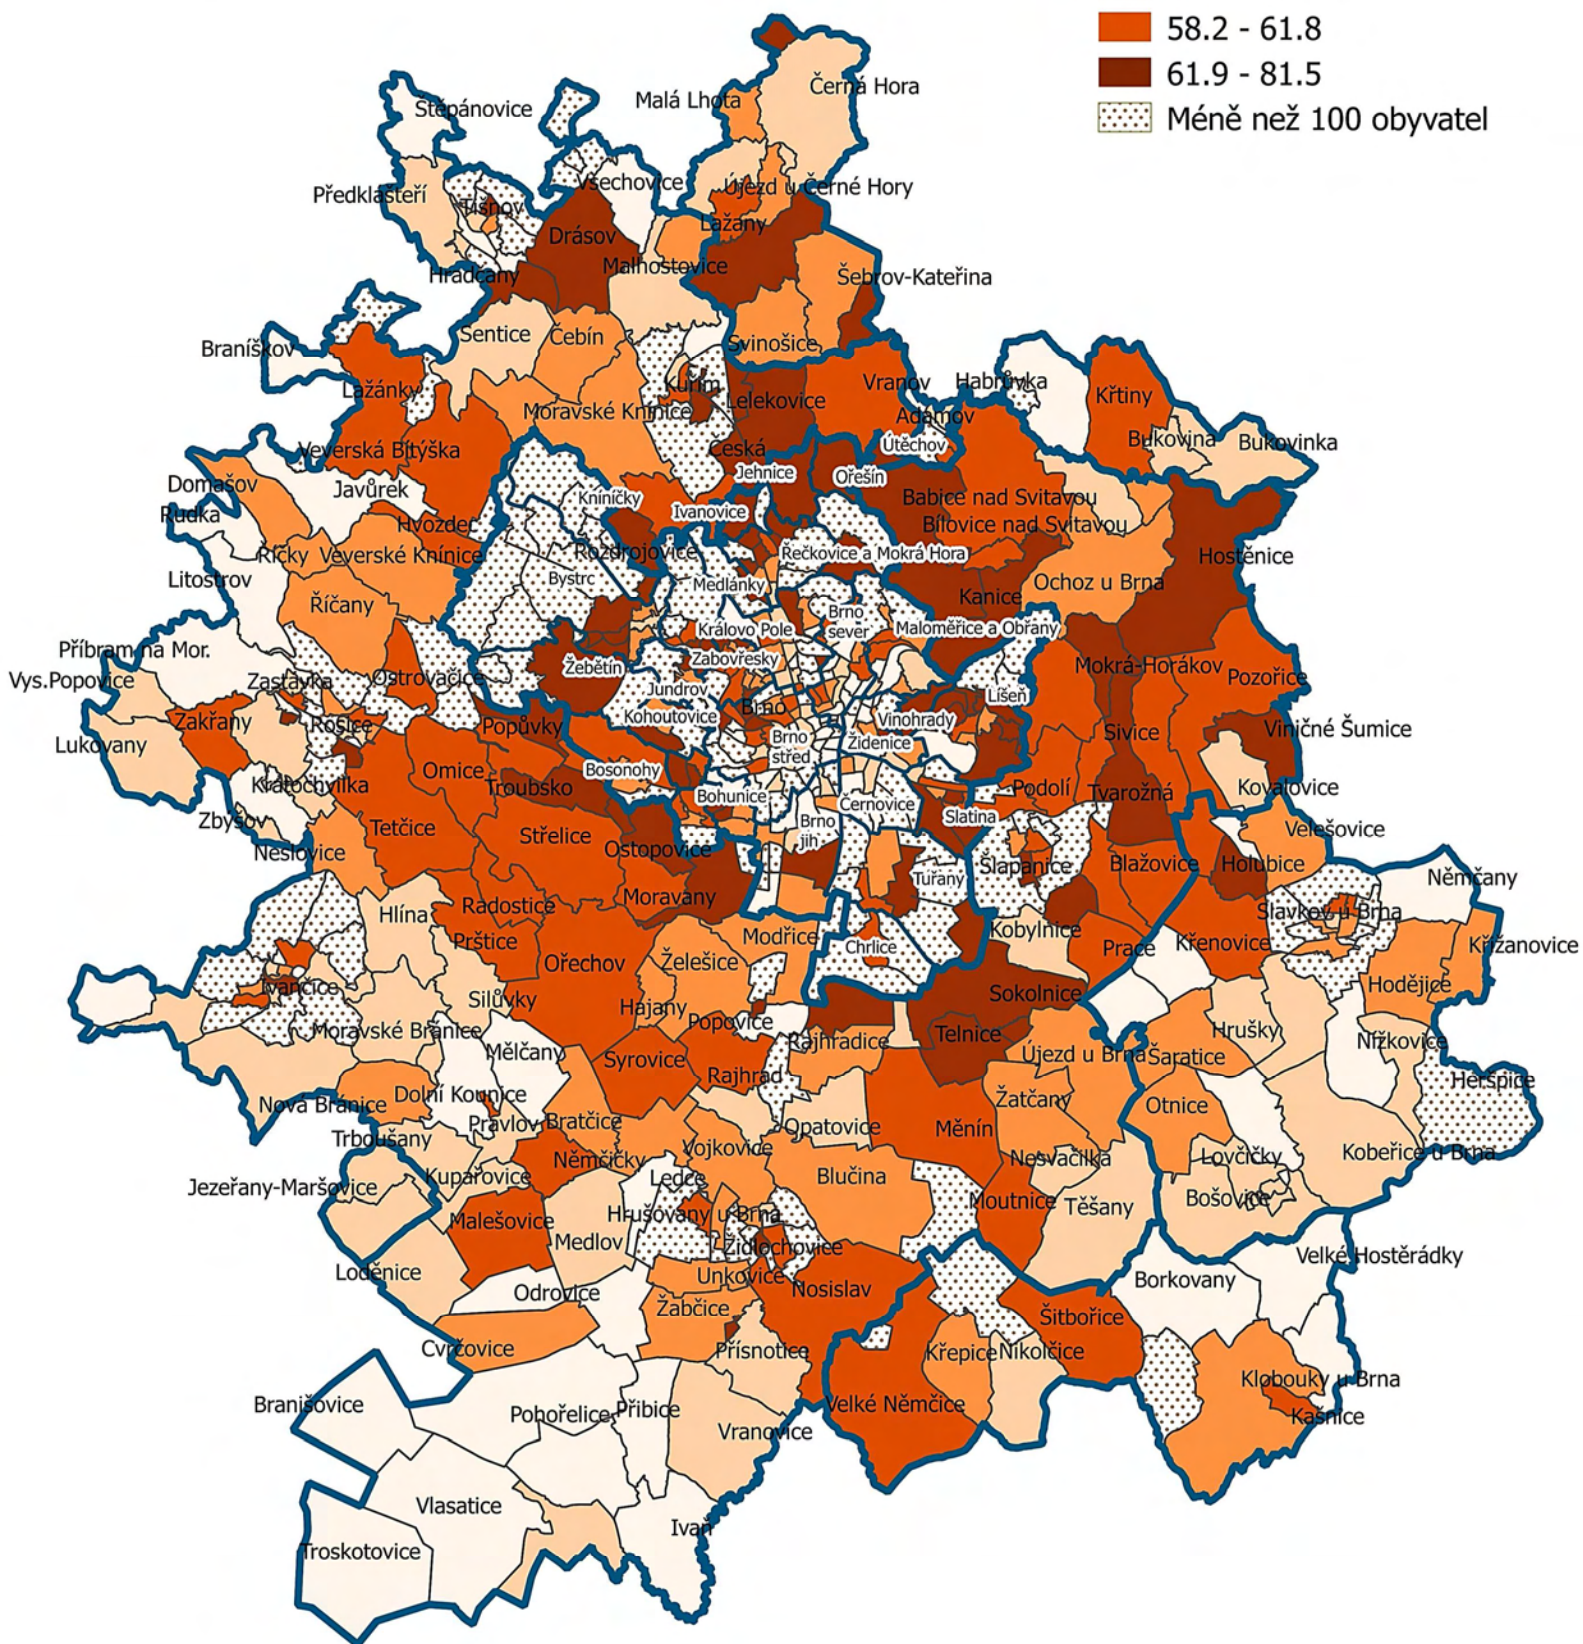 58.2 - 61.8
61.9 - 81.5
Méně než 100 obyvatel
Černá Hora
Malá Lhota
Štěpánovice
Všechovice
Újezd u Černé Hory
Předklášteří
Tišnov
Lažany
Drásov
Malhostovice
Hradčany
Šebrov-Kateřina
Sentice
Čebín
Svinošice
Braníškov
Lažánky
Kuřim
Lelekovice
Vranov
Habrůvka
Adamov
Křtiny
Moravské Knínice
Česká
Útěchov
Bukovina
Bukovinka
Veverská Bítýška
Jehnice
Ořešín
Domašov
Javůrek
Kníničky
Babice nad Svitavou
Rudka
Hvozdec
Ivanovice
Bílovice nad Svitavou
Říčky
Veverské Knínice
Rozdrojovice
Řečkovice a Mokrá Hora
Hostěnice
Litostrov
Bystrc
Medlánky
Ochoz u Brna
Říčany
Kanice
Brno
sever
Královo Pole
Maloměřice a Obřany
Příbram na Mor.
Žebětín
Žabovřesky
Mokrá-Horákov
Vys.Popovice
Zastávka
Ostrovačice
Jundrov
Líšeň
Pozořice
Zakřany
Rosice
Popůvky
Kohoutovice
Brno
Vinohrady
Sivice
Viničné Šumice
Lukovany
Brno
střed
Židenice
Omice
Bosonohy
Kratochvilka
Troubsko
Bohunice
Černovice
Podolí
Tvarožná
Kovalovice
Zbýšov
Tetčice
Střelice
Brno
jih
Slatina
Velešovice
Neslovice
Ostopovice
Tuřany
Šlapanice
Blažovice
Holubice
Němčany
Moravany
Radostice
Hlína
Slavkov u Brna
Prštice
Modřice
Chrlice
Kobylnice
Prace
Křenovice
Křižanovice
Ořechov
Želešice
Ivančice
Silůvky
Hajany
Sokolnice
Hodějice
Moravské Bránice
Popovice
Rajhradice
Telnice
Hrušky
Nížkovice
Mělčany
Syrovice
Rajhrad
Újezd u Brna
Šaratice
Heršpice
Nová Bránice
Dolní Kounice
Žatčany
Otnice
Pravlov
Bratčice
Opatovice
Měnín
Trboušany
Vojkovice
Němčičky
Nesvačilka
Lovčičky
Kobeřice u Brna
Kupařovice
Ledce
Blučina
Jezeřany-Maršovice
Moutnice
Těšany
Bošovice
Malešovice
Hrušovany u Brna
Medlov
Židlochovice
Velké Hostěrádky
Loděnice
Unkovice
Nosislav
Borkovany
Odrovice
Žabčice
Šitbořice
Cvrčovice
Přísnotice
Křepice
Nikolčice
Klobouky u Brna
Branišovice
Pohořelice
Přibice
Velké Němčice
Kašnice
Vranovice
Vlasatice
Ivaň
Troskotovice